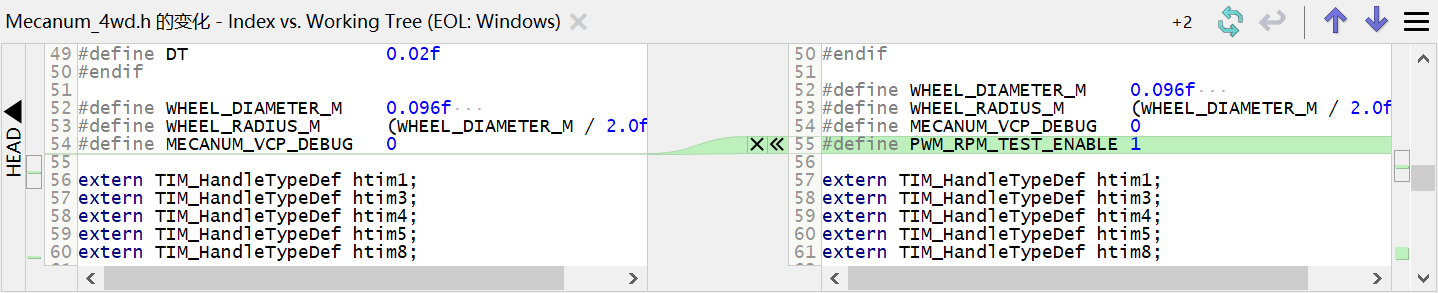 Mecanum_4wd.h 的变化 - Index vs. Working Tree (EOL: Windows)
+2
HEAD
49 #define DT 0.02f
50 #endif
51
52 #define WHEEL_DIAMETER_M 0.096f
53 #define WHEEL_RADIUS_M (WHEEL_DIAMETER_M / 2.0f
54 #define MECANUM_VCP_DEBUG 0
55
56 extern TIM_HandleTypeDef htim1;
57 extern TIM_HandleTypeDef htim3;
58 extern TIM_HandleTypeDef htim4;
59 extern TIM_HandleTypeDef htim5;
60 extern TIM_HandleTypeDef htim8;
50 #endif
51
52 #define WHEEL_DIAMETER_M 0.096f
53 #define WHEEL_RADIUS_M (WHEEL_DIAMETER_M / 2.0f
54 #define MECANUM_VCP_DEBUG 0
55 #define PWM_RPM_TEST_ENABLE 1
56
57 extern TIM_HandleTypeDef htim1;
58 extern TIM_HandleTypeDef htim3;
59 extern TIM_HandleTypeDef htim4;
60 extern TIM_HandleTypeDef htim5;
61 extern TIM_HandleTypeDef htim8;